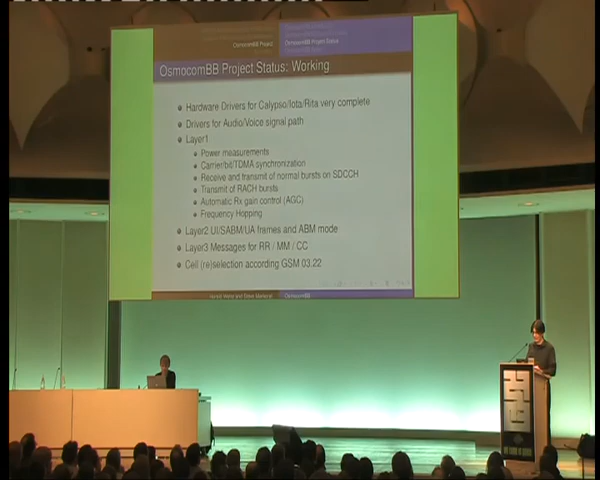 OsmocomBB Project
OsmocomBB Project Status
OsmocomBB Project Status: Working
Hardware Drivers for Calypso/Iota/Rita very complete
Drivers for Audio/Voice signal path
Layer1
Power measurements
Carrier/bit/TDMA synchronization
Receive and transmit of normal bursts on SDCCH
Transmit of RACH bursts
Automatic Rx gain control (AGC)
Frequency Hopping
Layer2 UI/SABM/UA frames and ABM mode
Layer3 Messages for RR / MM / CC
Cell (re)selection according GSM 03.22
OsmocomBB